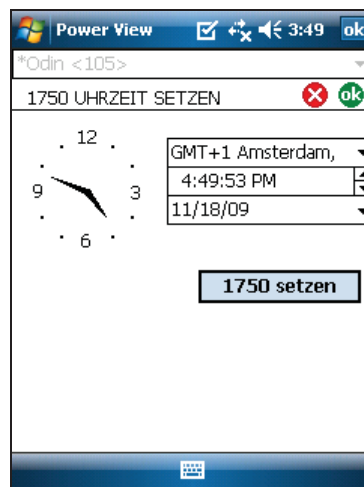 Power View 3:49 ok
*Odin <105>
1750 UHRZEIT SETZEN ok
12
9 3
6
GMT+1 Amsterdam,
4:49:53 PM
11/18/09
1750 setzen